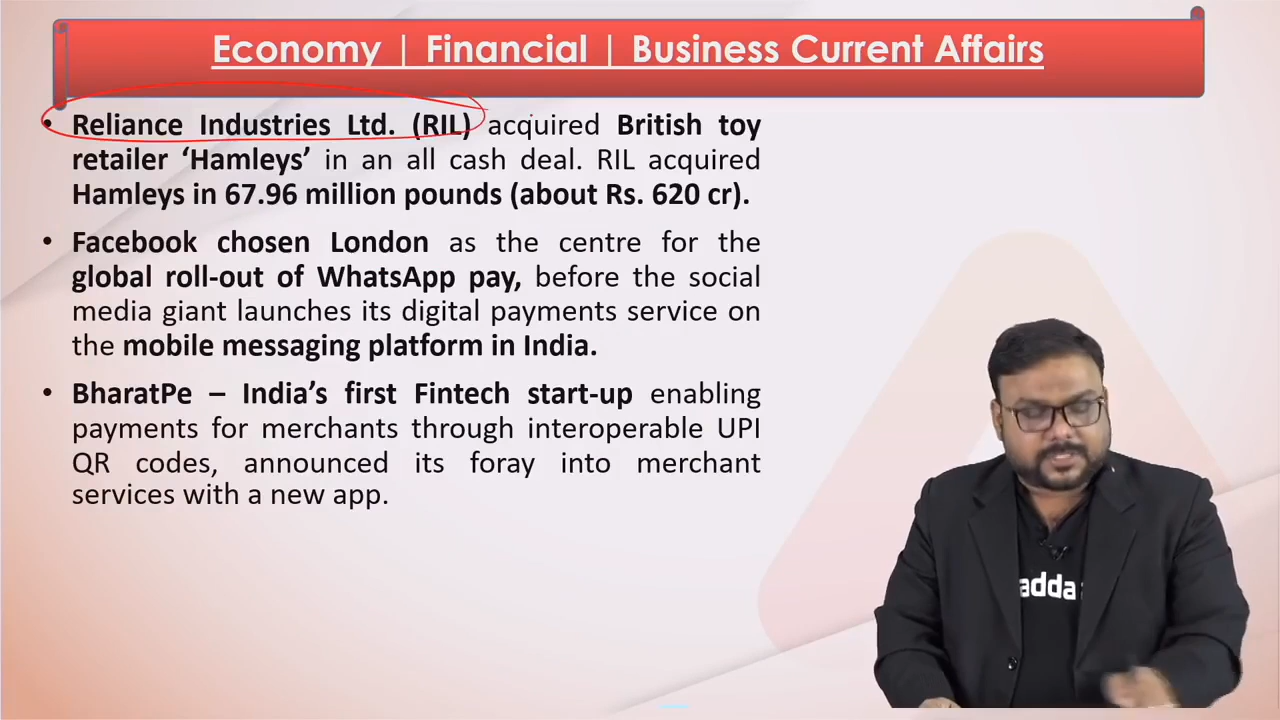 Economy | Financial | Business Current Affairs
• Reliance Industries Ltd. (RIL) acquired British toy
retailer ‘Hamleys’ in an all cash deal. RIL acquired
Hamleys in 67.96 million pounds (about Rs. 620 cr).
• Facebook chosen London as the centre for the
global roll-out of WhatsApp pay, before the social
media giant launches its digital payments service on
the mobile messaging platform in India.
• BharatPe – India’s first Fintech start-up enabling
payments for merchants through interoperable UPI
QR codes, announced its foray into merchant
services with a new app.
adda